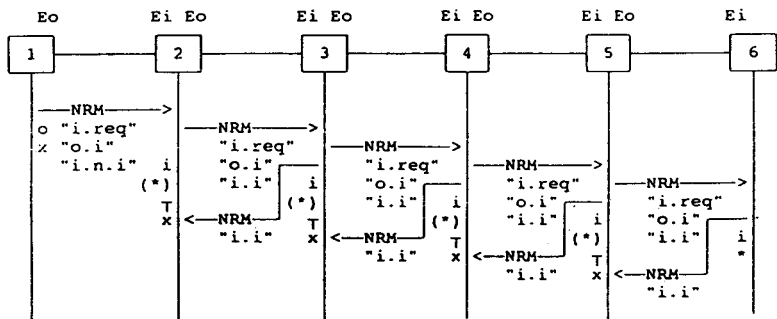 Eo Ei Eo Ei Eo Ei Eo Ei Eo Ei
1 2 3 4 5 6
NRM >
o "i.req" NRM >
% "o.i" "i.req" NRM >
"i.n.i" i "o.i" "i.req" NRM >
(*) "i.i" i "o.i" "i.req" NRM >
T (*) "i.i" i "o.i" "i.req"
x < NRM T (*) "i.i" i "o.i"
"i.i" x < NRM T (*) "i.i" i
"i.i" x < NRM T *
"i.i" x < NRM
"i.i"